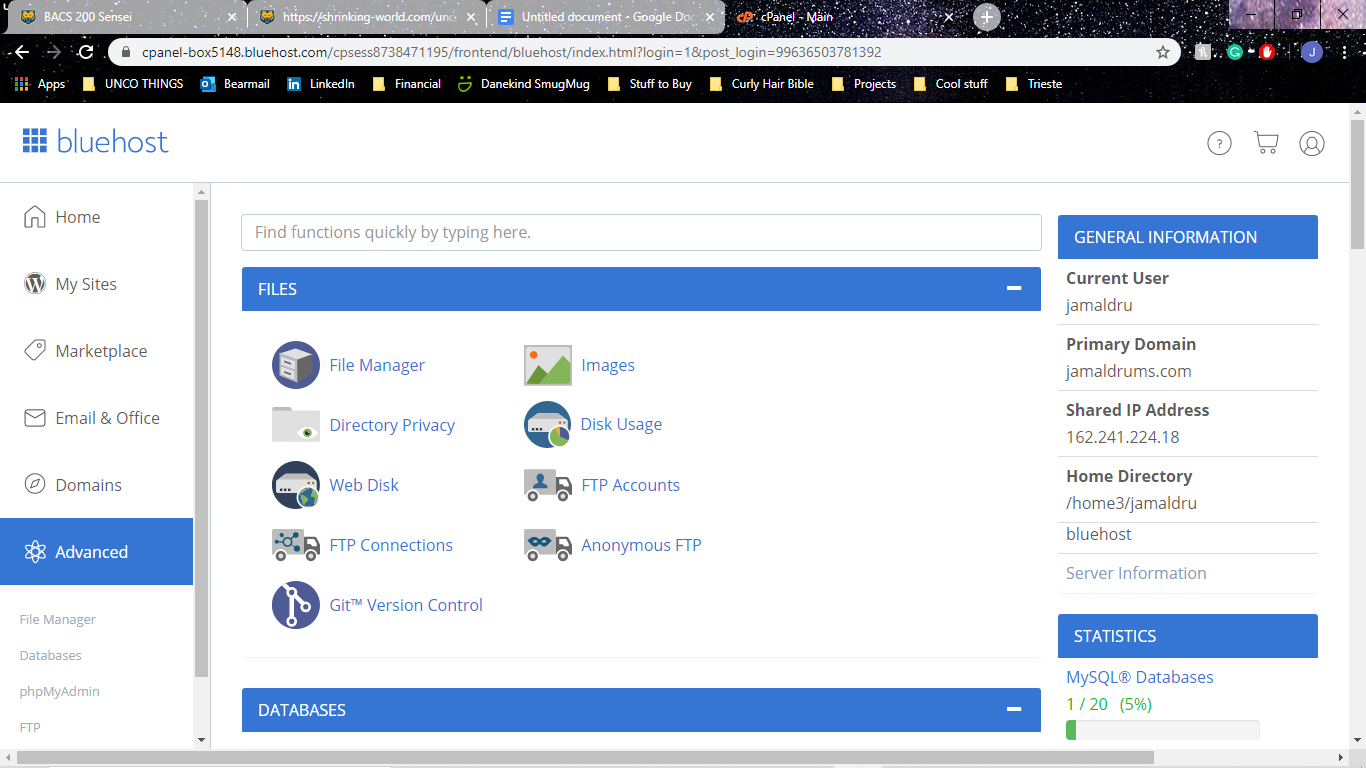 BACS 200 Sensei
https://shrinking-world.com/unc
Untitled document - Google Doc
cPanel - Main
cpanel-box5148.bluehost.com/cpsess8738471195/frontend/bluehost/index.html?login=1&post_login=99636503781392
J
Apps
UNCO THINGS
Bearmail
LinkedIn
Financial
Danekind SmugMug
Stuff to Buy
Curly Hair Bible
Projects
Cool stuff
Trieste
bluehost
?
Home
My Sites
Marketplace
Email & Office
Domains
Advanced
File Manager
Databases
phpMyAdmin
FTP
Find functions quickly by typing here.
FILES
File Manager
Images
Directory Privacy
Disk Usage
Web Disk
FTP Accounts
FTP Connections
Anonymous FTP
Git™ Version Control
DATABASES
GENERAL INFORMATION
Current User
jamaldru
Primary Domain
jamaldrums.com
Shared IP Address
162.241.224.18
Home Directory
/home3/jamaldru
bluehost
Server Information
STATISTICS
MySQL® Databases
1 / 20 (5%)